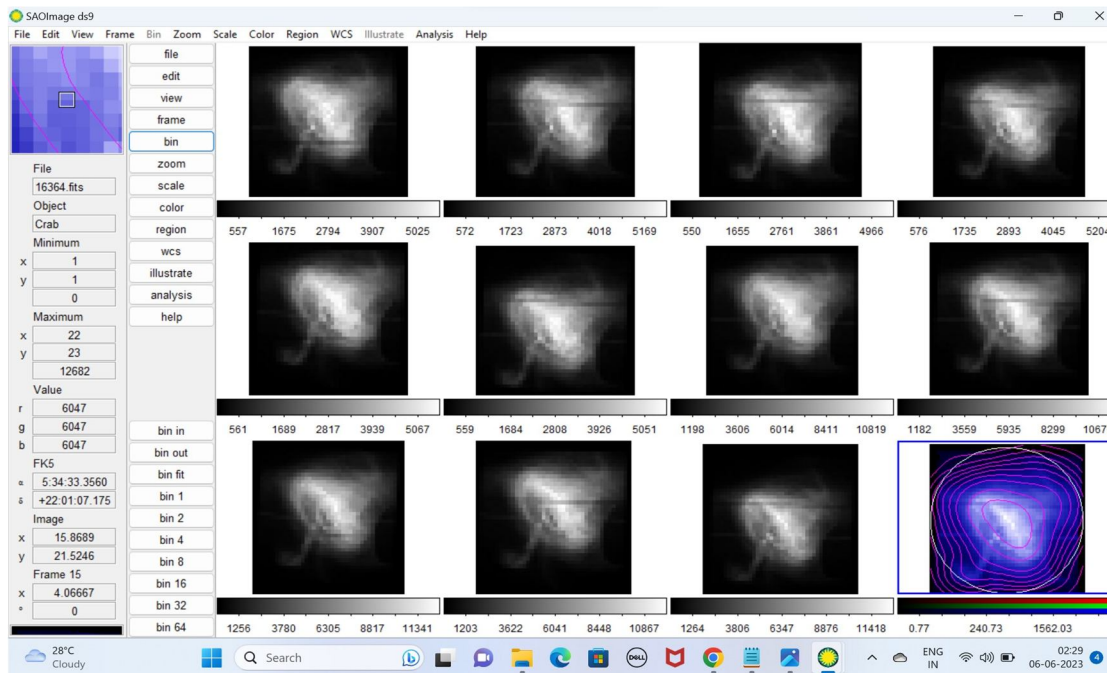 SAOImage ds9
File Edit View Frame Bin Zoom Scale Color Region WCS Illustrate Analysis Help
File
16364.fits
Object
Crab
Minimum
x 1
y 1
0
Maximum
x 22
y 23
12682
Value
r 6047
g 6047
b 6047
FK5
α 5:34:33.3560
δ +22:01:07.175
Image
x 15.8689
y 21.5246
Frame 15
x 4.06667
° 0
file
edit
view
frame
bin
zoom
scale
color
region
wcs
illustrate
analysis
help
bin in
bin out
bin fit
bin 1
bin 2
bin 4
bin 8
bin 16
bin 32
bin 64
557 1675 2794 3907 5025
572 1723 2873 4018 5169
550 1655 2761 3861 4966
576 1735 2893 4045 5204
561 1689 2817 3939 5067
559 1684 2808 3926 5051
1198 3606 6014 8411 10819
1182 3559 5935 8299 1067
1256 3780 6305 8817 11341
1203 3622 6041 8448 10867
1264 3806 6347 8876 11418
0.77 240.73 1562.03
28°C
Cloudy
Search
DELL
ENG
IN
02:29
06-06-2023
4